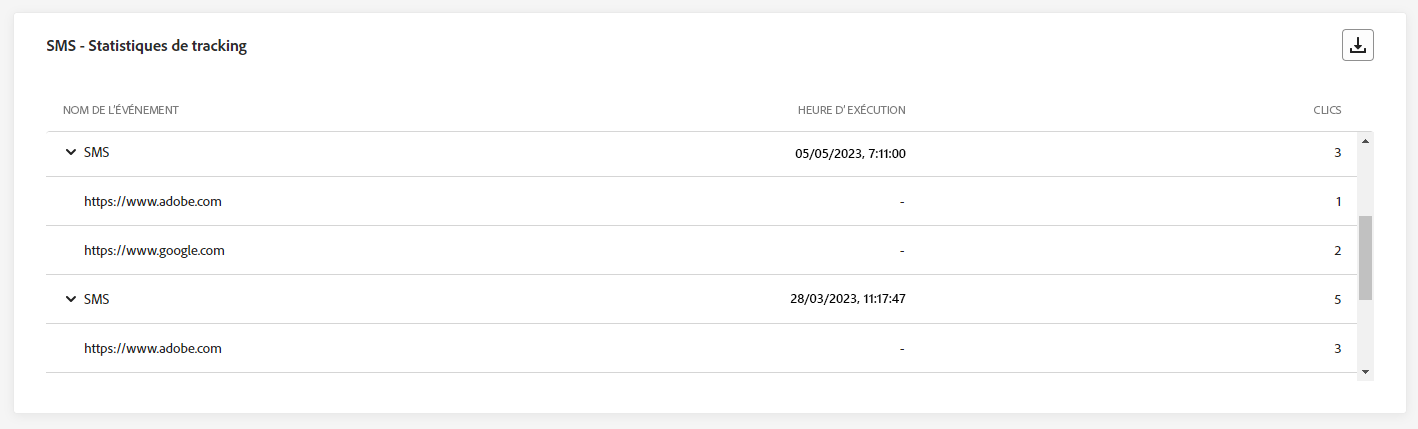 SMS - Statistiques de tracking
NOM DE L'ÉVÉNEMENT HEURE D'EXÉCUTION CLICS
SMS 05/05/2023, 7:11:00 3
https://www.adobe.com - 1
https://www.google.com - 2
SMS 28/03/2023, 11:17:47 5
https://www.adobe.com - 3